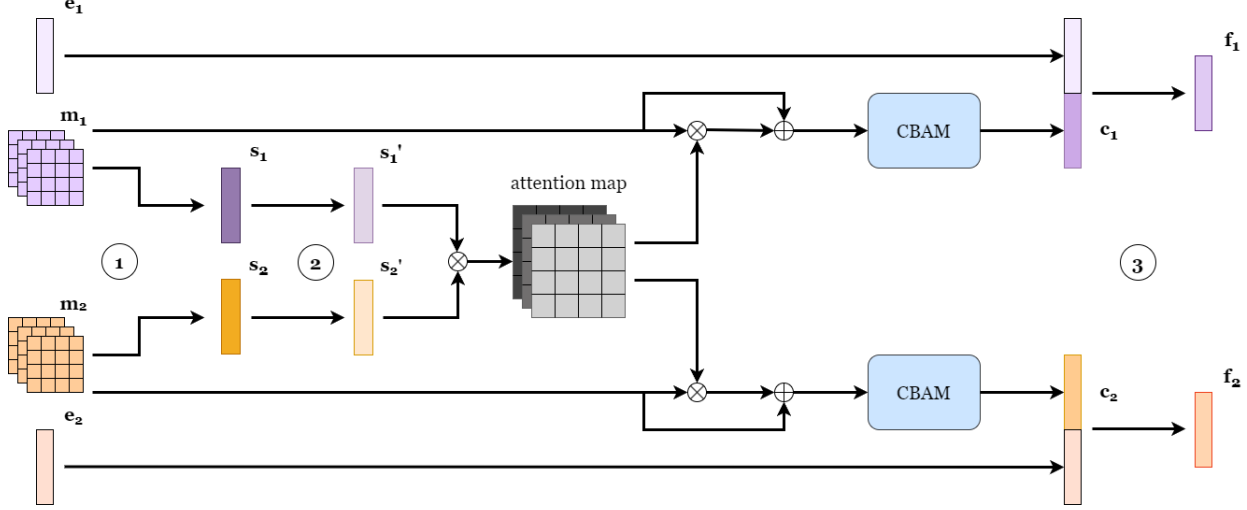 e₁
f₁
m₁
CBAM
c₁
s₁
s₁'
attention map
1
2
3
s₂
s₂'
m₂
CBAM
c₂
f₂
e₂